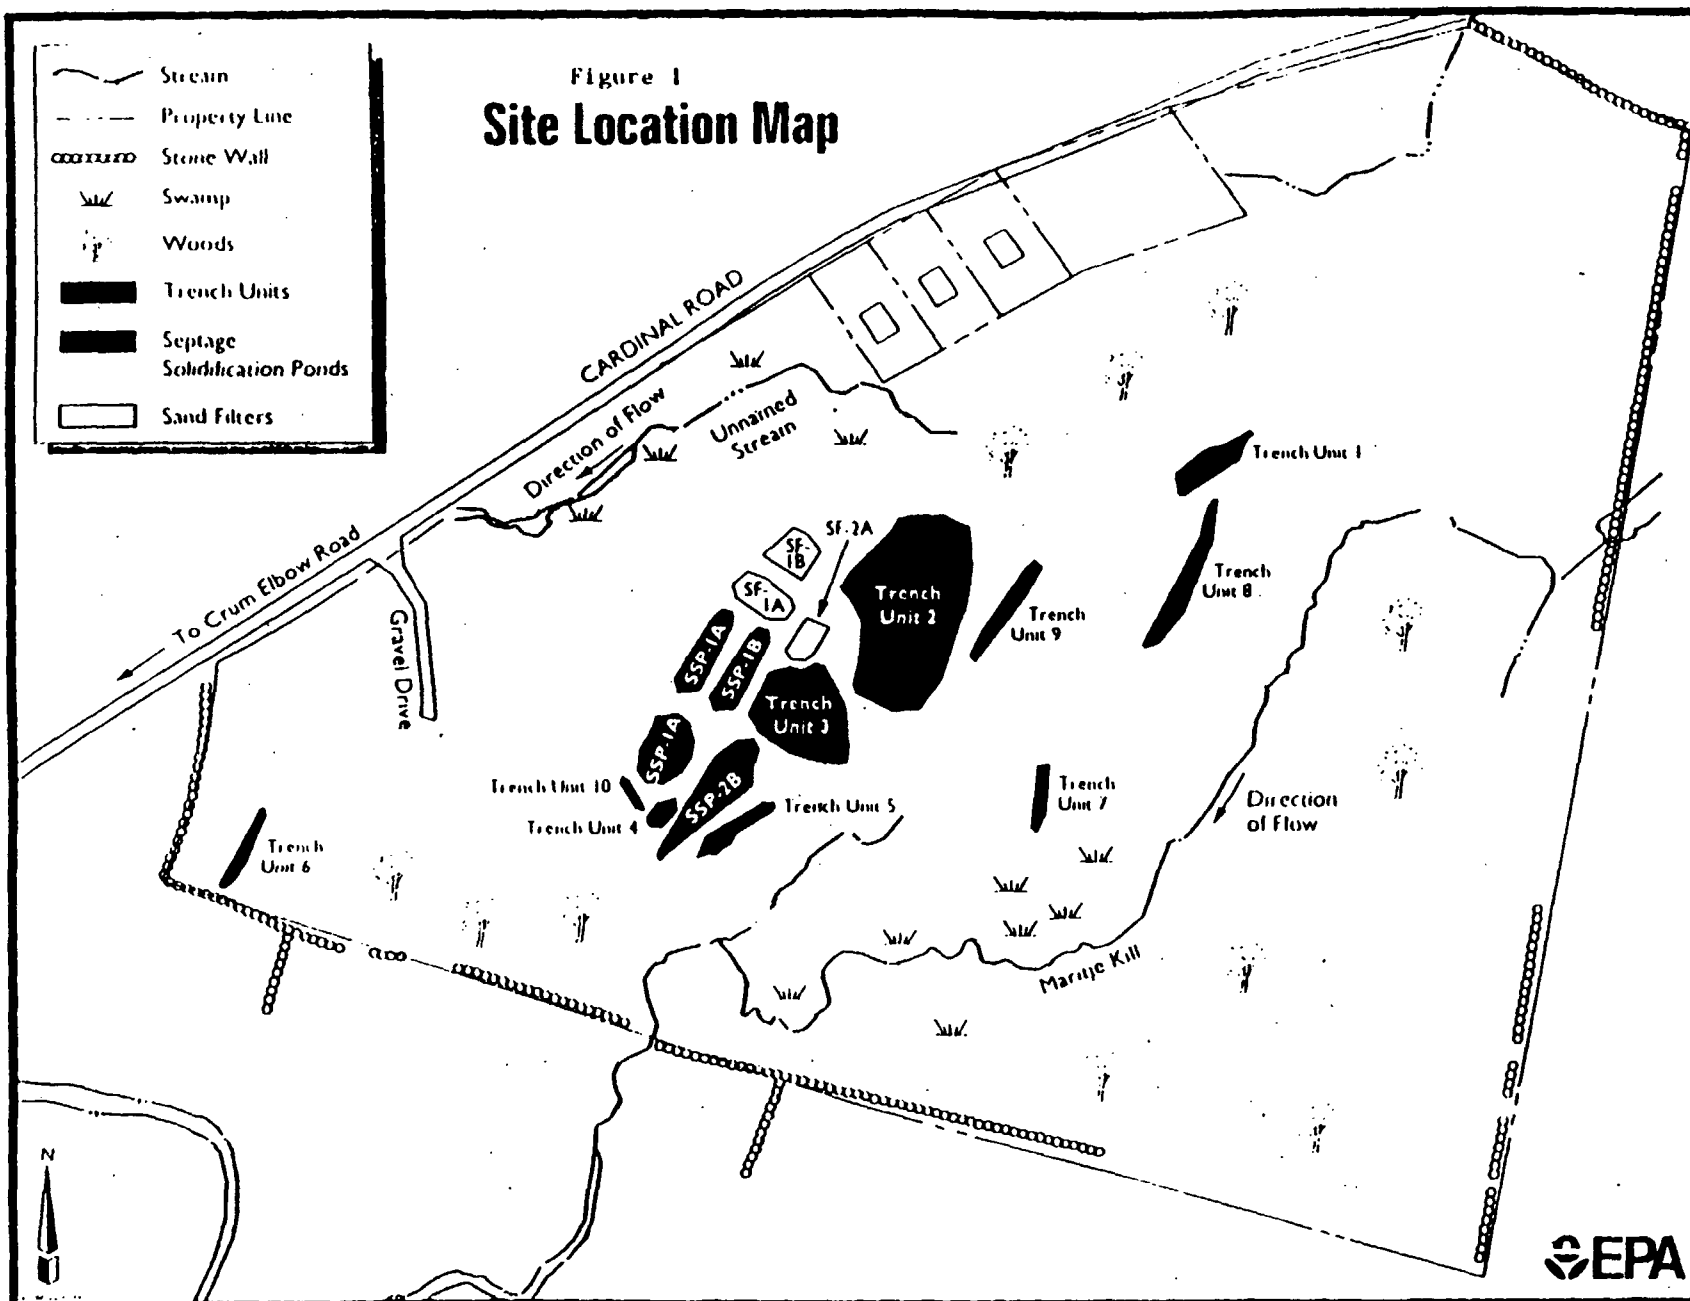 Figure 1
Site Location Map
Stream
Property Line
Stone Wall
Swamp
Woods
Trench Units
Septage
Solidification Ponds
Sand Filters
CARDINAL ROAD
Direction of Flow
Unnamed
Stream
To Crum Elbow Road
Gravel Drive
SF-
1B
SF-2A
SF-
1A
SSP-1A
SSP-1B
Trench
Unit 2
Trench
Unit 3
Trench
Unit 9
Trench Unit 1
Trench
Unit 8
SSP-1A
SSP-2B
Trench Unit 10
Trench Unit 4
Trench Unit 5
Trench
Unit 7
Trench
Unit 6
Direction
of Flow
Maritje Kill
N
EPA